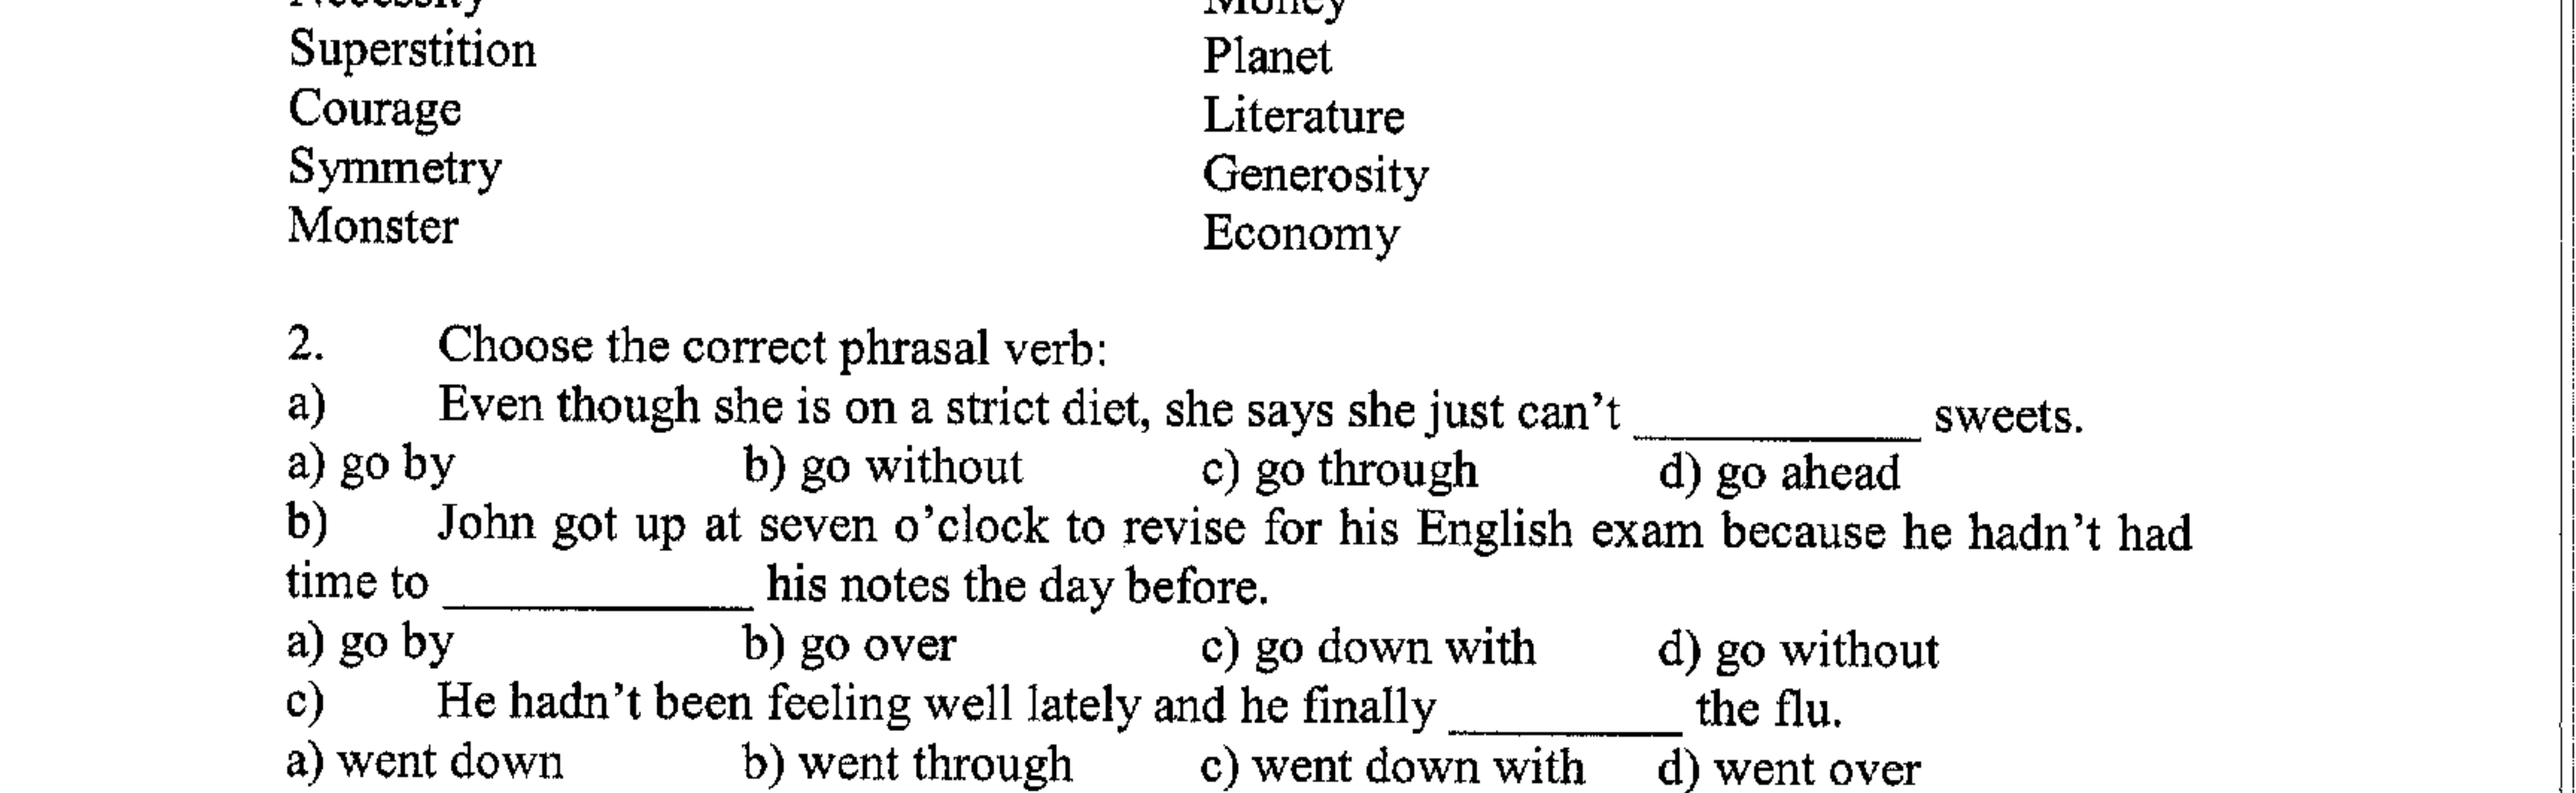 Necessity Money
Superstition Planet
Courage Literature
Symmetry Generosity
Monster Economy
2. Choose the correct phrasal verb:
a) Even though she is on a strict diet, she says she just can’t __________ sweets.
a) go by b) go without c) go through d) go ahead
b) John got up at seven o’clock to revise for his English exam because he hadn’t had
time to __________ his notes the day before.
a) go by b) go over c) go down with d) go without
c) He hadn’t been feeling well lately and he finally ________ the flu.
a) went down b) went through c) went down with d) went over